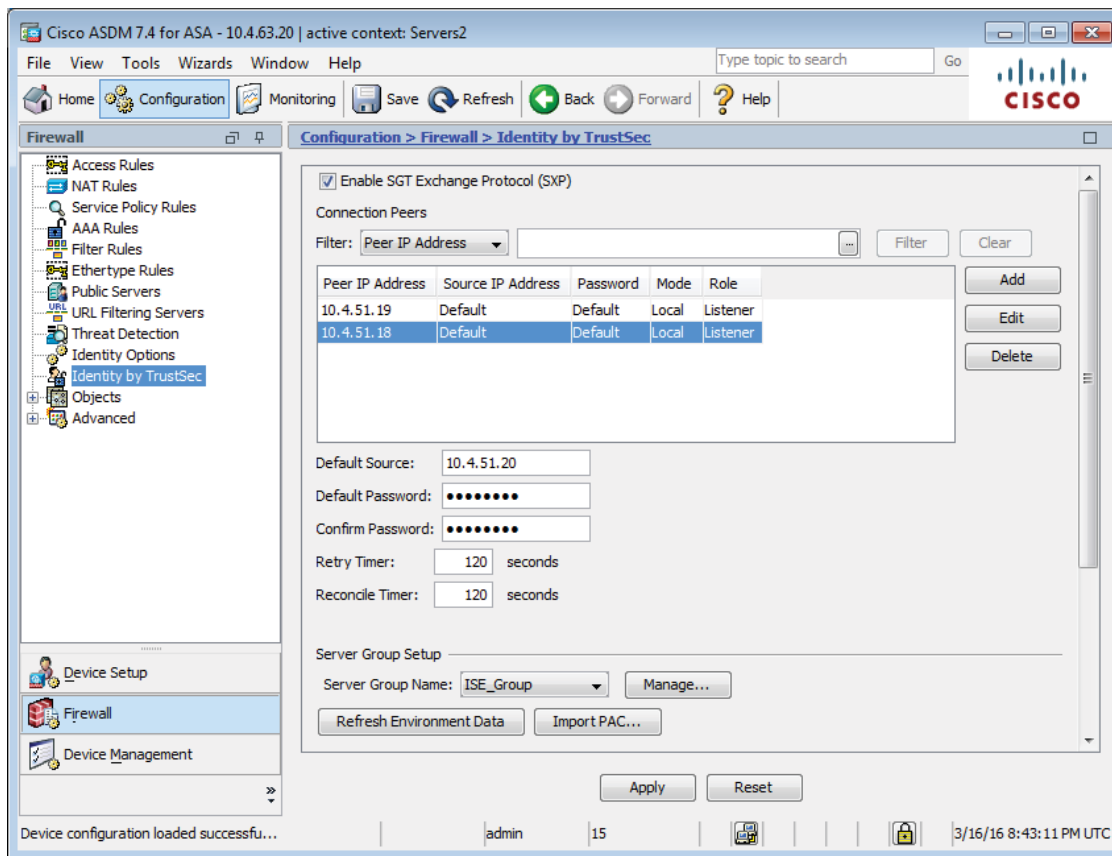 Cisco ASDM 7.4 for ASA - 10.4.63.20 | active context: Servers2
File View Tools Wizards Window Help
Type topic to search
Go
Home Configuration Monitoring Save Refresh Back Forward Help
CISCO
Firewall
Access Rules
NAT Rules
Service Policy Rules
AAA Rules
Filter Rules
Ethertype Rules
Public Servers
URL
URL Filtering Servers
Threat Detection
Identity Options
Identity by TrustSec
Objects
Advanced
Device Setup
Firewall
Device Management
Configuration > Firewall > Identity by TrustSec
Enable SGT Exchange Protocol (SXP)
Connection Peers
Filter: Peer IP Address ... Filter Clear
Peer IP Address Source IP Address Password Mode Role
10.4.51.19 Default Default Local Listener
10.4.51.18 Default Default Local Listener
Add
Edit
Delete
Default Source: 10.4.51.20
Default Password: ●●●●●●●●
Confirm Password: ●●●●●●●●
Retry Timer: 120 seconds
Reconcile Timer: 120 seconds
Server Group Setup
Server Group Name: ISE_Group Manage...
Refresh Environment Data Import PAC...
Apply Reset
Device configuration loaded successfu... admin 15 3/16/16 8:43:11 PM UTC